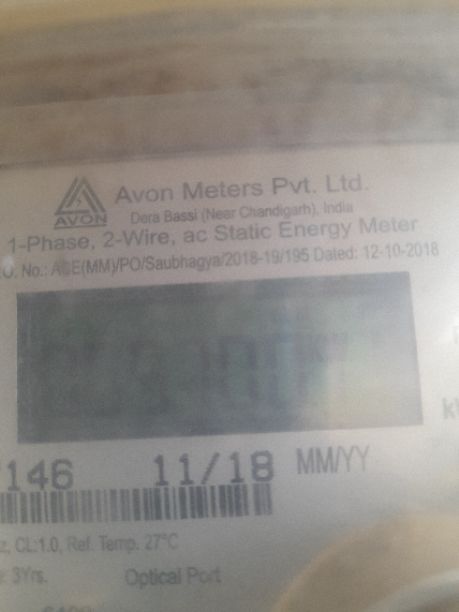 AVON
Avon Meters Pvt. Ltd.
Dera Bassi (Near Chandigarh), India
1-Phase, 2-Wire, ac Static Energy Meter
O. No.: ACE(MM)/PO/Saubhagya/2018-19/195 Dated: 12-10-2018
146 11/18 MM/YY
z, CL:1.0, Ref. Temp. 27°C
3Yrs. Optical Port